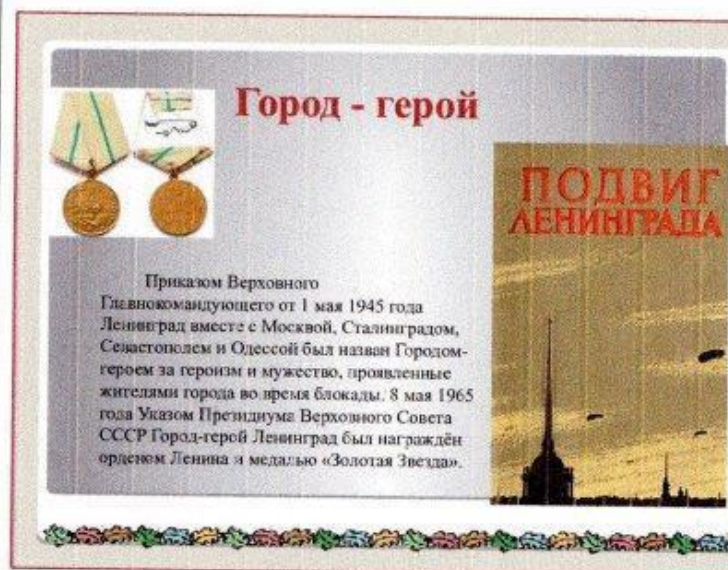 Город - герой
ПОДВИГ
ЛЕНИНГРАДА
Приказом Верховного
Главнокомандующего от 1 мая 1945 года
Ленинград вместе с Москвой, Сталинградом,
Севастополем и Одессой был назван Городом-
героем за героизм и мужество, проявленные
жителями города во время блокады. 8 мая 1965
года Указом Президиума Верховного Совета
СССР Город-герой Ленинград был награждён
орденом Ленина и медалью «Золотая Звезда».